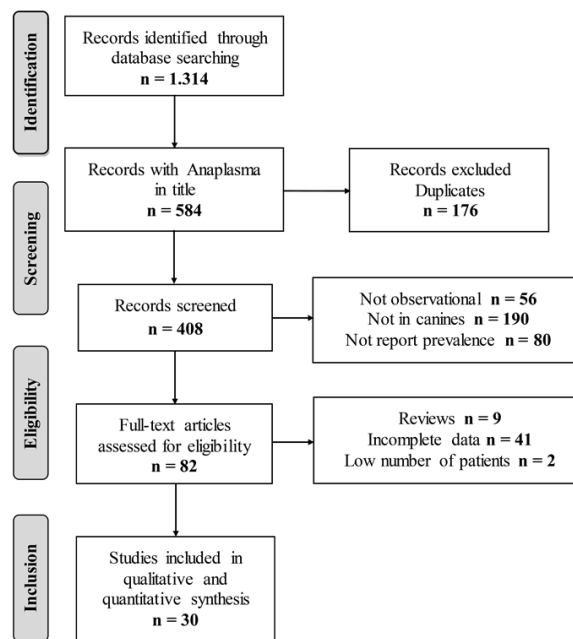 Identification
Records identified through
database searching
n = 1.314
Records with Anaplasma
in title
n = 584
Records excluded
Duplicates
n = 176
Screening
Records screened
n = 408
Not observational n = 56
Not in canines n = 190
Not report prevalence n = 80
Eligibility
Full-text articles
assessed for eligibility
n = 82
Reviews n = 9
Incomplete data n = 41
Low number of patients n = 2
Inclusion
Studies included in
qualitative and
quantitative synthesis
n = 30